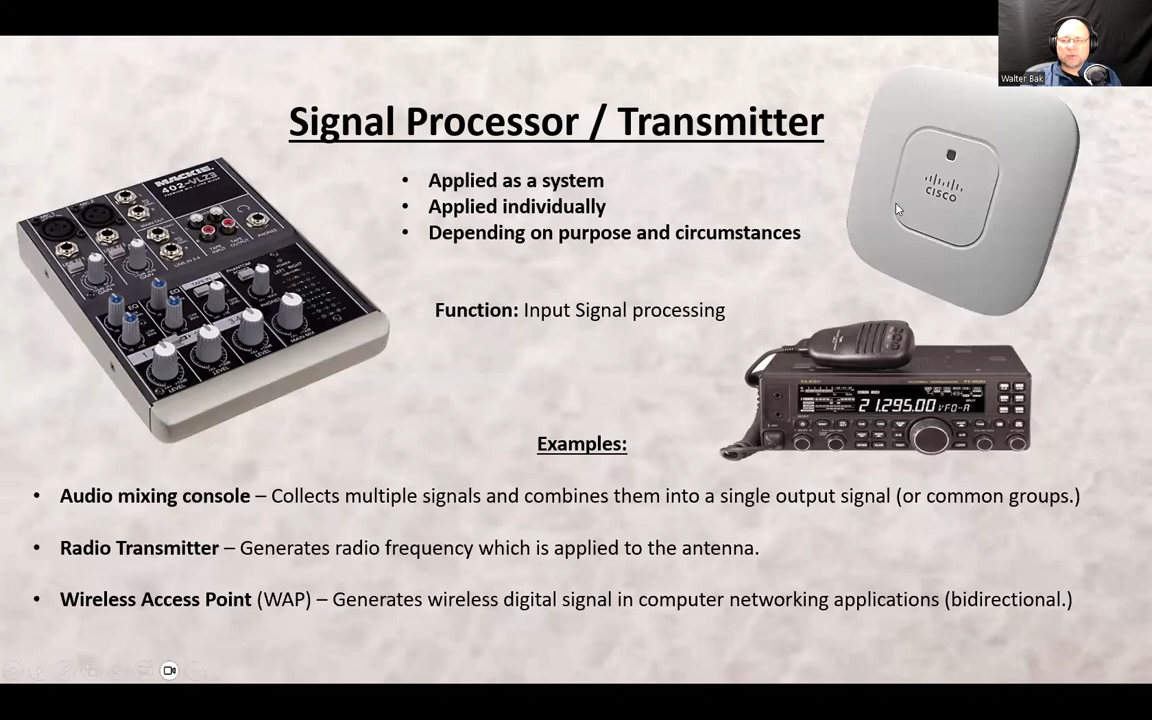 Walter Bak
Signal Processor / Transmitter
• Applied as a system
• Applied individually
• Depending on purpose and circumstances
Function: Input Signal processing
MACKIE.
402-VLZ3
CISCO
YAESU
21.295.00 VFO-A
Examples:
• Audio mixing console – Collects multiple signals and combines them into a single output signal (or common groups.)
• Radio Transmitter – Generates radio frequency which is applied to the antenna.
• Wireless Access Point (WAP) – Generates wireless digital signal in computer networking applications (bidirectional.)